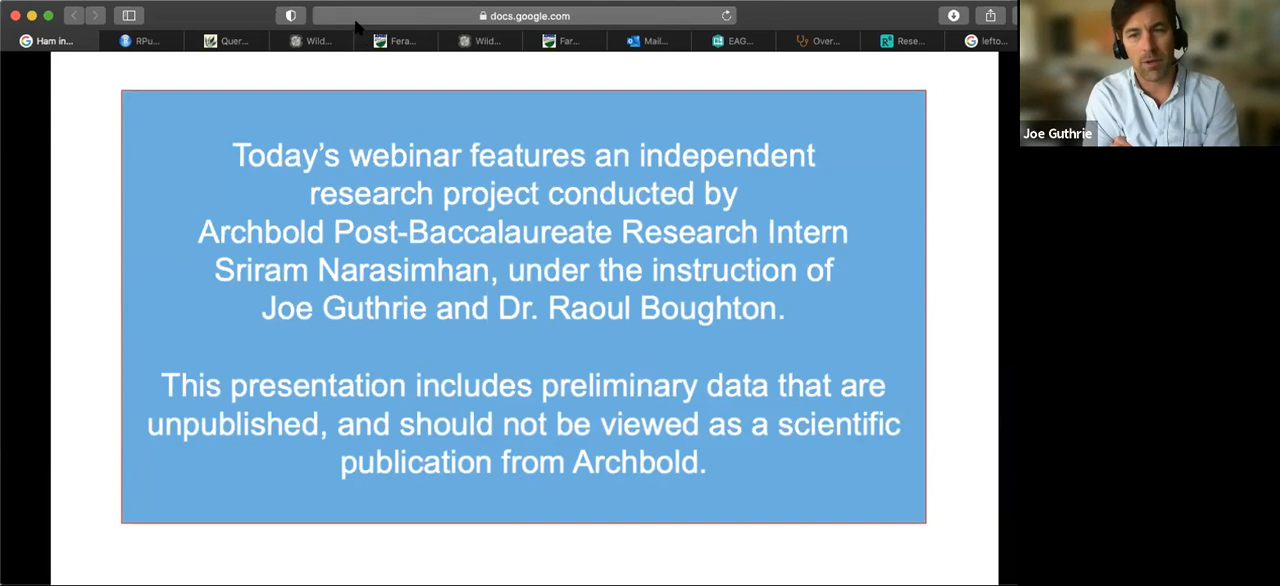 docs.google.com
Ham in...
RPu...
Quer...
Wild...
Fera...
Wild...
Far...
Mail...
EAG...
Over...
Rese...
lefto...
Joe Guthrie
Today's webinar features an independent
research project conducted by
Archbold Post-Baccalaureate Research Intern
Sriram Narasimhan, under the instruction of
Joe Guthrie and Dr. Raoul Boughton.
This presentation includes preliminary data that are
unpublished, and should not be viewed as a scientific
publication from Archbold.